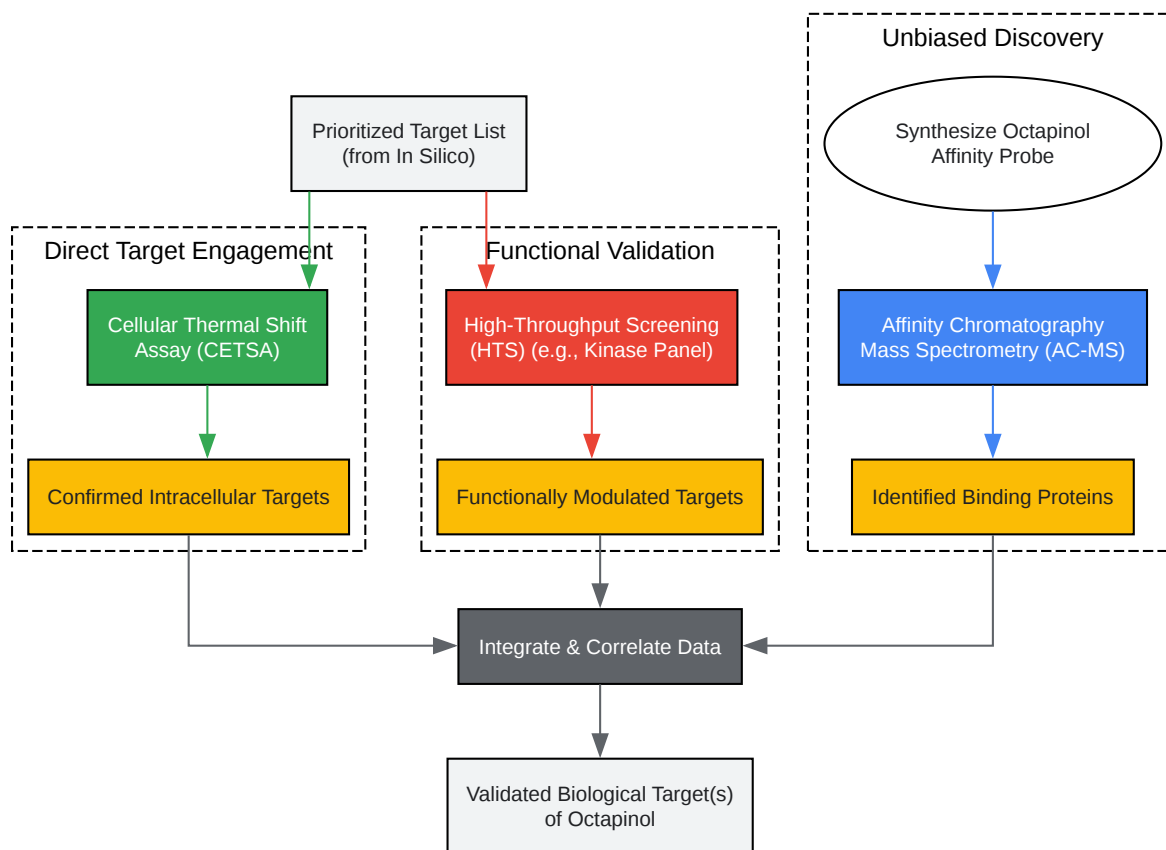 Unbiased Discovery
Prioritized Target List
(from In Silico)
Synthesize Octapinol
Affinity Probe
Direct Target Engagement
Functional Validation
Cellular Thermal Shift
Assay (CETSA)
High-Throughput Screening
(HTS) (e.g., Kinase Panel)
Affinity Chromatography
Mass Spectrometry (AC-MS)
Confirmed Intracellular Targets
Functionally Modulated Targets
Identified Binding Proteins
Integrate & Correlate Data
Validated Biological Target(s)
of Octapinol